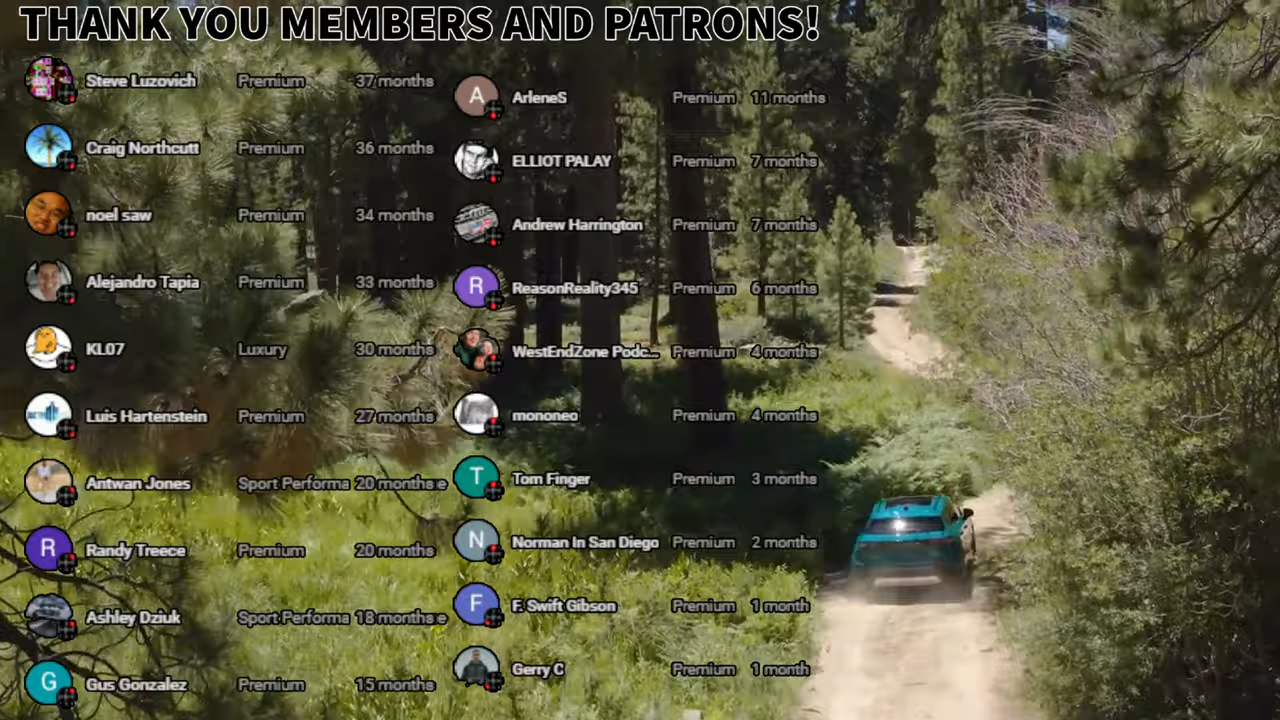 THANK YOU MEMBERS AND PATRONS!
Steve Luzovich Premium 37 months
Craig Northcutt Premium 36 months
noel saw Premium 34 months
Alejandro Tapia Premium 33 months
KL07 Luxury 30 months
Luis Hartenstein Premium 27 months
Antwan Jones Sport Performa 20 months e
R Randy Treece Premium 20 months
Ashley Dziuk Sport Performa 18 months e
G Gus Gonzalez Premium 15 months
A ArleneS Premium 11 months
ELLIOT PALAY Premium 7 months
Andrew Harrington Premium 7 months
R ReasonReality345 Premium 6 months
WestEndZone Podc... Premium 4 months
mononeo Premium 4 months
T Tom Finger Premium 3 months
N Norman In San Diego Premium 2 months
F F. Swift Gibson Premium 1 month
Gerry C Premium 1 month